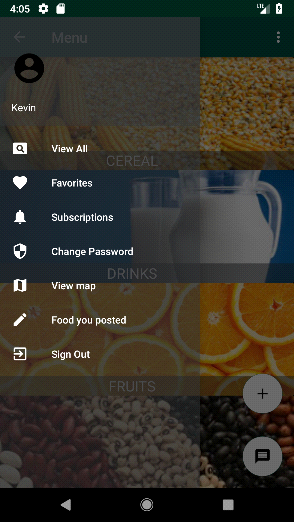 4:05
LTE
Menu
Kevin
View All
CEREAL
Favorites
Subscriptions
Change Password
DRINKS
View map
Food you posted
Sign Out
FRUITS